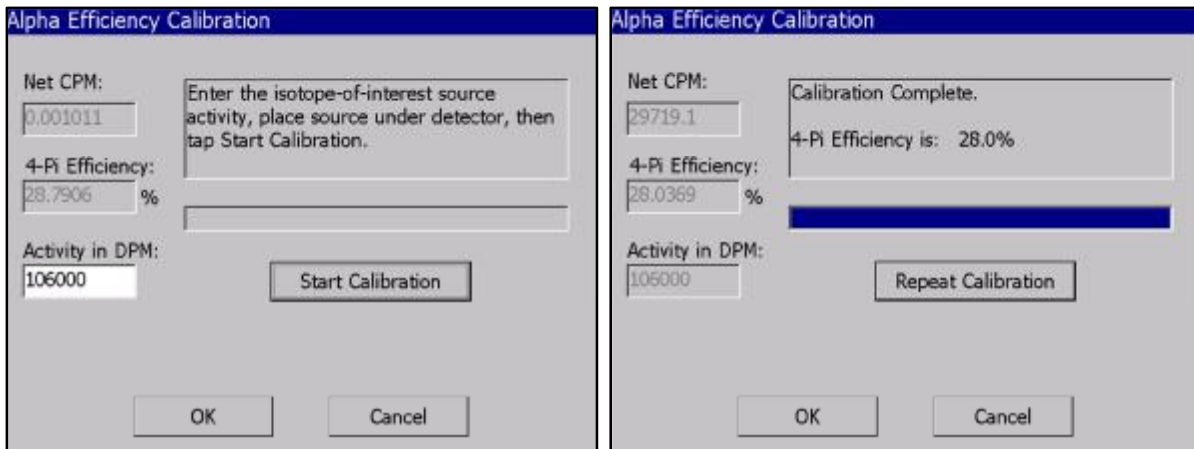 Alpha Efficiency Calibration
Net CPM:
0.001011
Enter the isotope-of-interest source
activity, place source under detector, then
tap Start Calibration.
4-Pi Efficiency:
28.7906 %
Activity in DPM:
106000
Start Calibration
OK Cancel
Alpha Efficiency Calibration
Net CPM:
29719.1
Calibration Complete.
4-Pi Efficiency is: 28.0%
4-Pi Efficiency:
28.0369 %
Activity in DPM:
106000
Repeat Calibration
OK Cancel